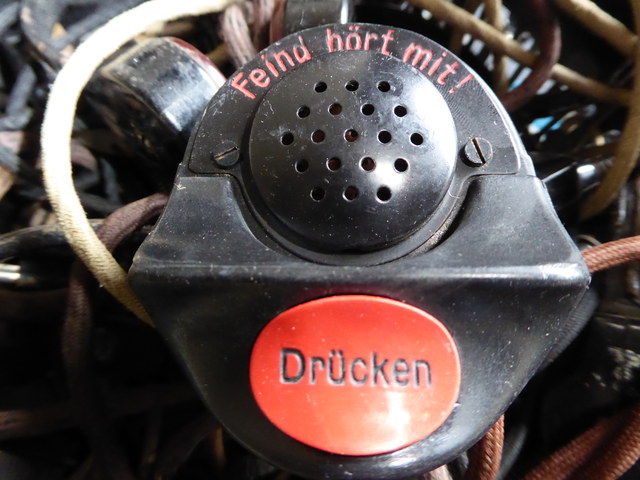 Feind hört mit!
Drücken